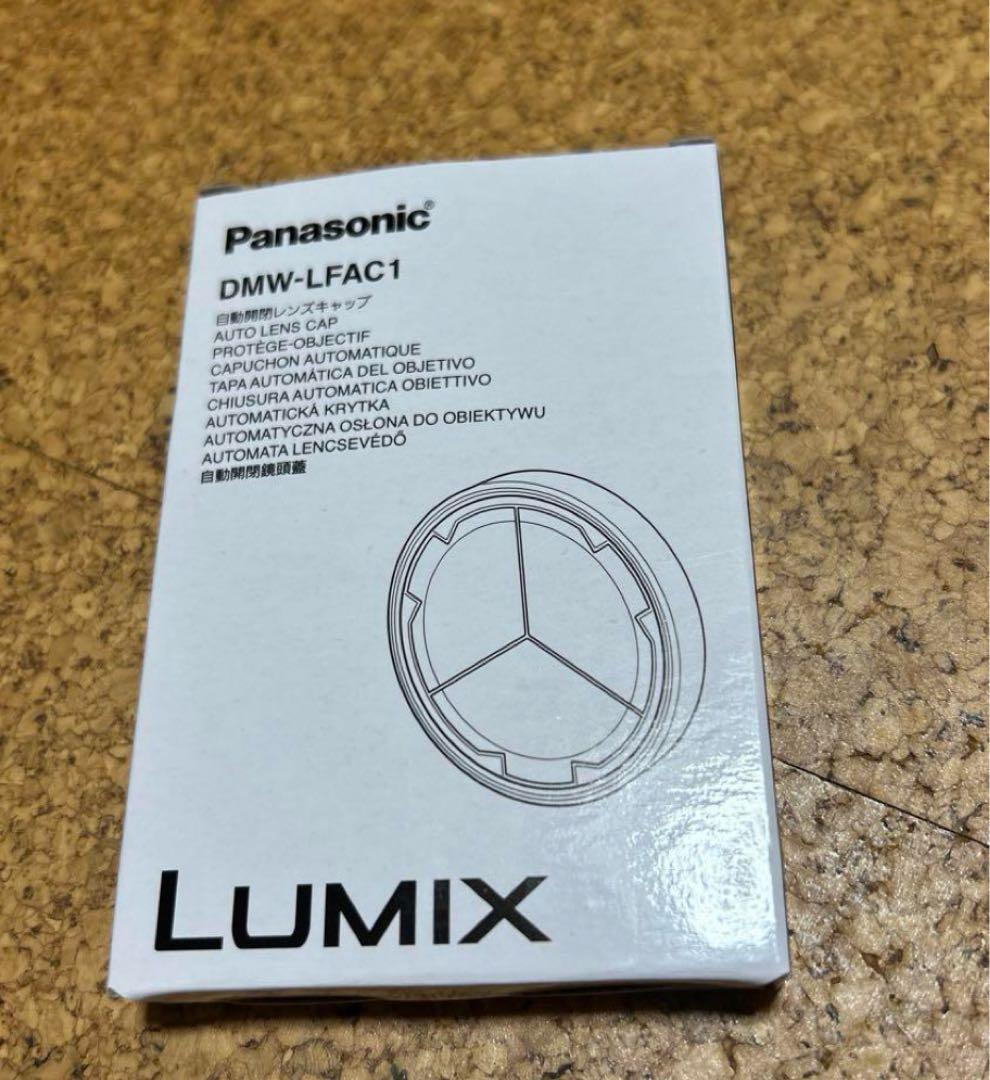 Panasonic®
DMW-LFAC1
自動開閉レンズキャップ
AUTO LENS CAP
PROTÈGE-OBJECTIF
CAPUCHON AUTOMATIQUE
TAPA AUTOMÁTICA DEL OBJETIVO
CHIUSURA AUTOMATICA OBIETTIVO
AUTOMATICKÁ KRYTKA
AUTOMATYCZNA OSŁONA DO OBIEKTYWU
AUTOMATA LENCSEVÉDŐ
自動開閉鏡頭蓋
LUMIX